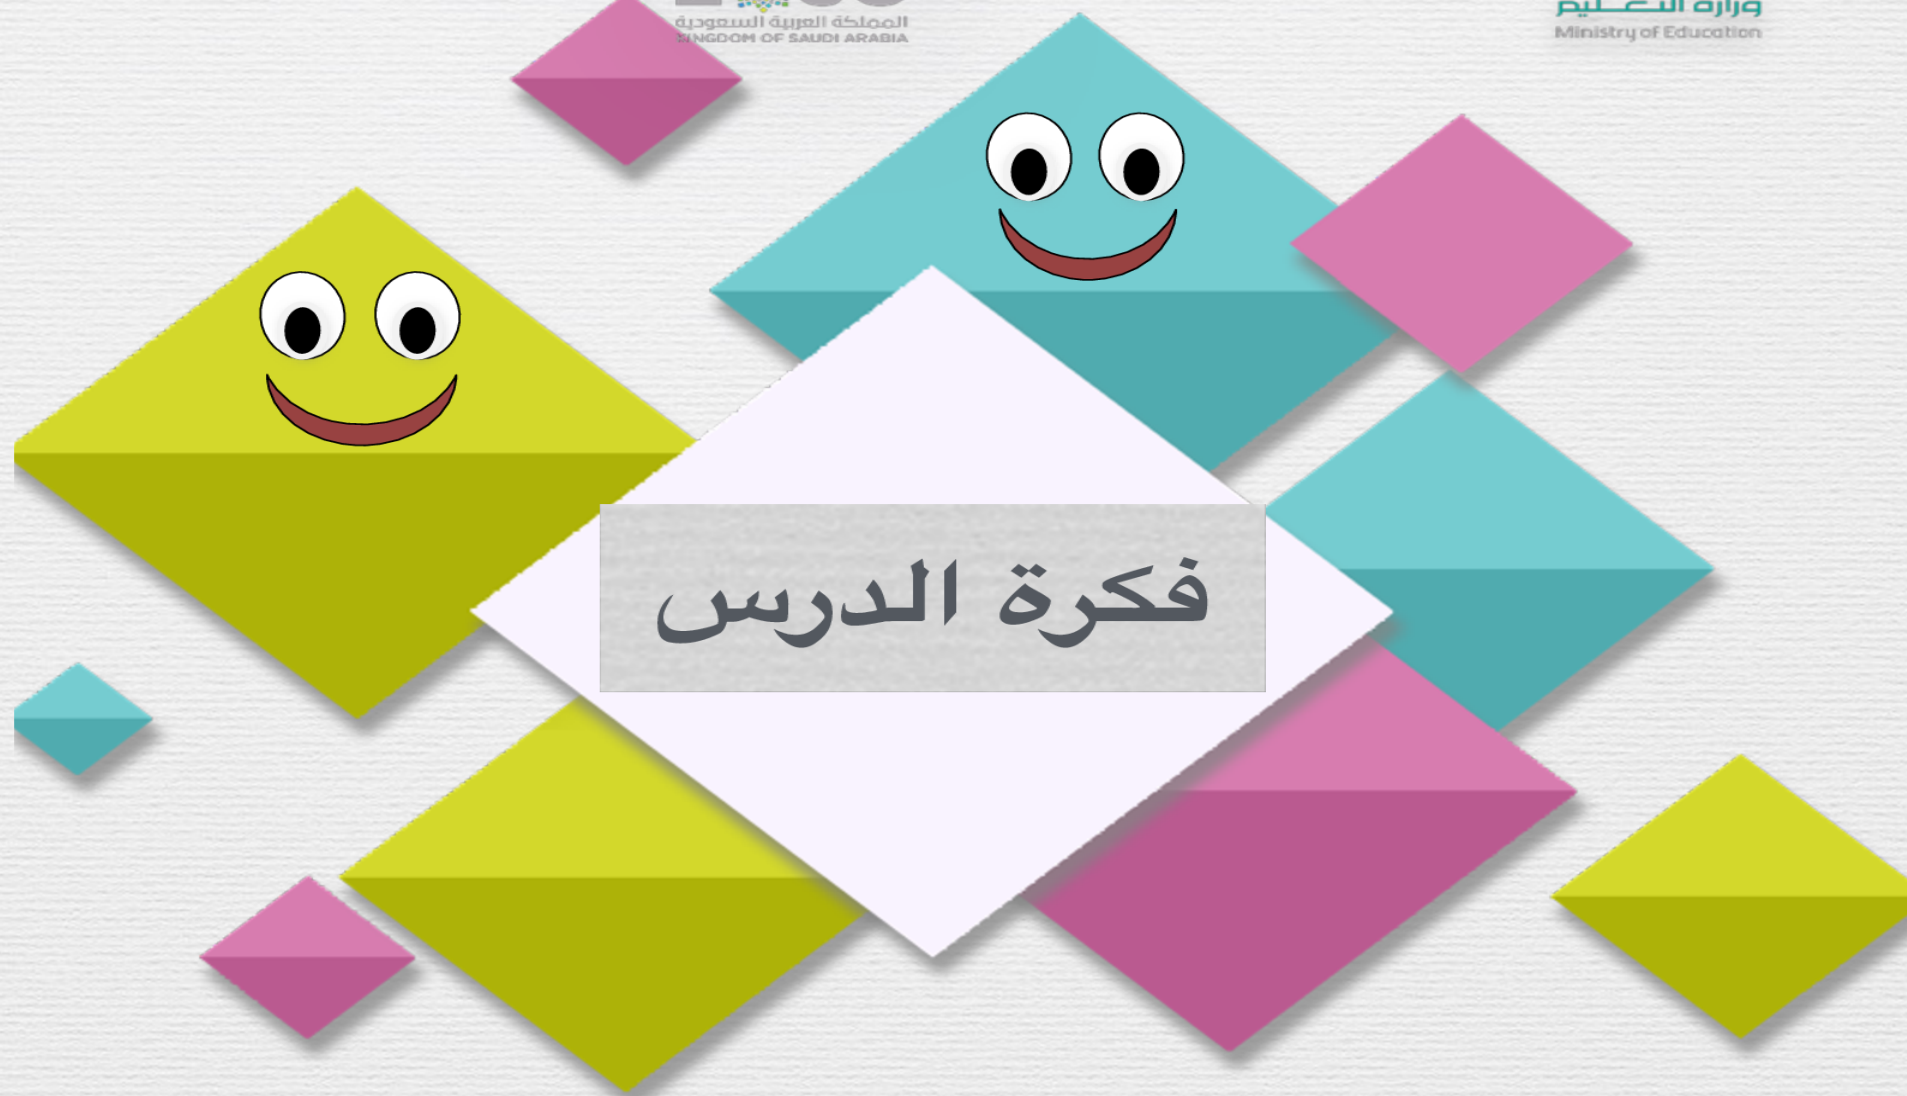 المملكة العربية السعودية
KINGDOM OF SAUDI ARABIA
وزارة التعليم
Ministry of Education
فكرة الدرس